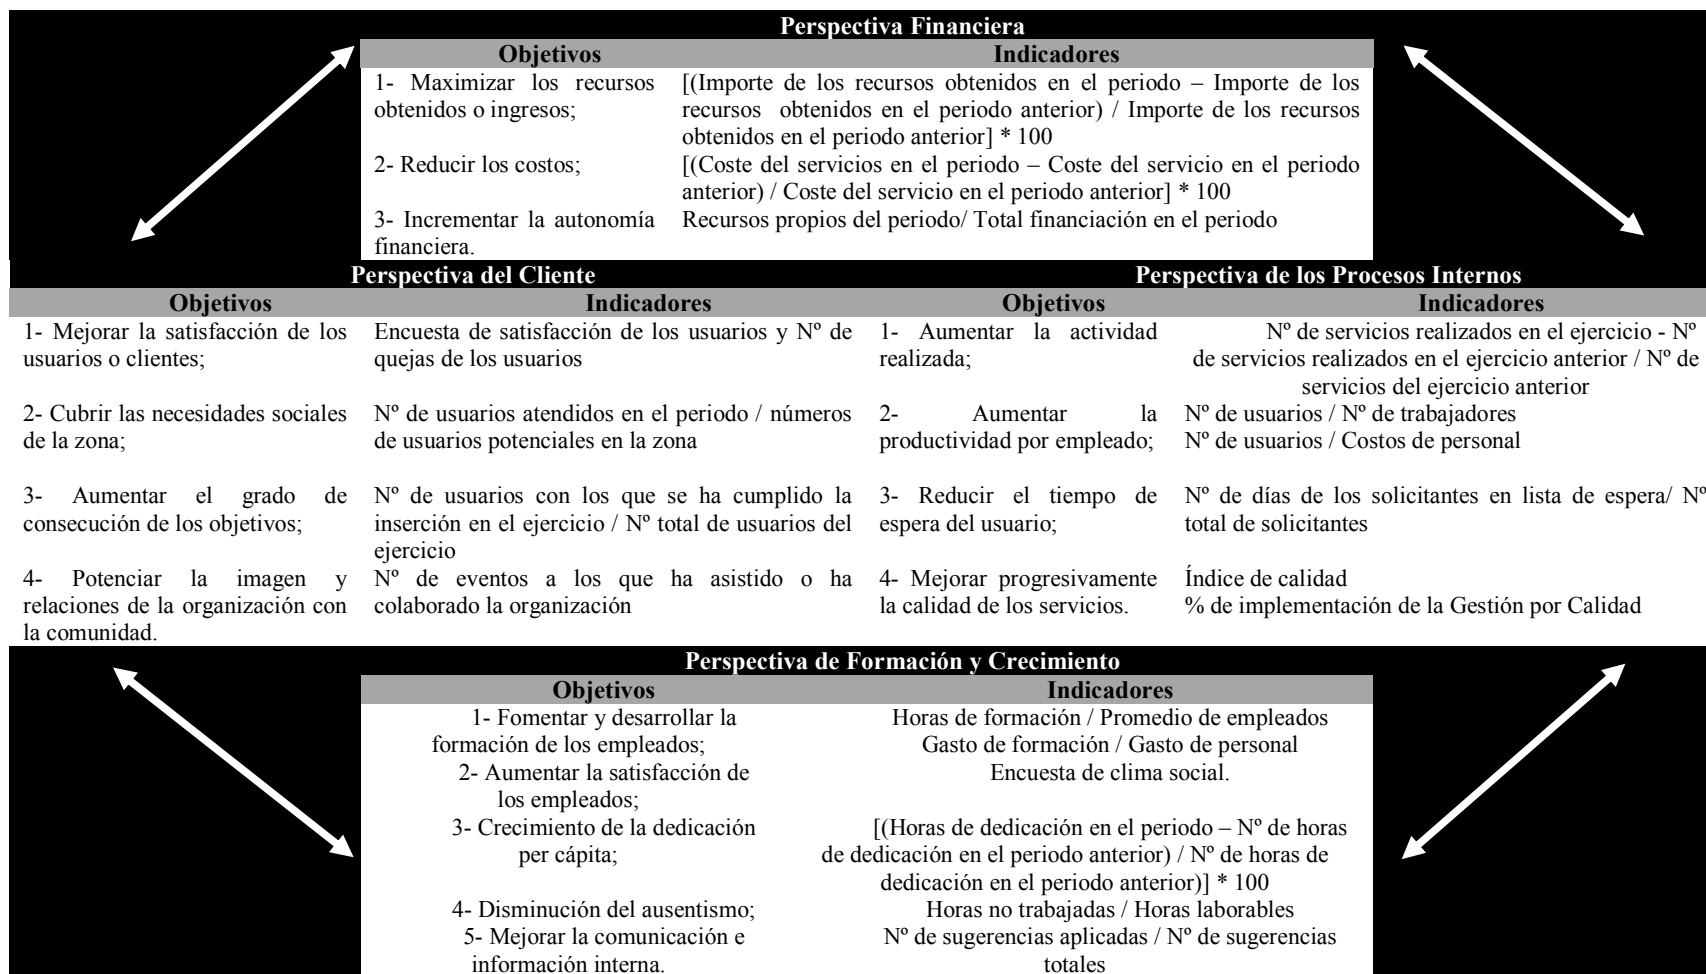 Perspectiva Financiera
Objetivos
Indicadores
1- Maximizar los recursos
obtenidos o ingresos;
[(Importe de los recursos obtenidos en el periodo – Importe de los
recursos obtenidos en el periodo anterior) / Importe de los recursos
obtenidos en el periodo anterior] * 100
2- Reducir los costos;
[(Coste del servicios en el periodo – Coste del servicio en el periodo
anterior) / Coste del servicio en el periodo anterior] * 100
3- Incrementar la autonomía
financiera.
Recursos propios del periodo/ Total financiación en el periodo
Perspectiva del Cliente
Objetivos
Indicadores
1- Mejorar la satisfacción de los
usuarios o clientes;
Encuesta de satisfacción de los usuarios y Nº de
quejas de los usuarios
2- Cubrir las necesidades sociales
de la zona;
Nº de usuarios atendidos en el periodo / números
de usuarios potenciales en la zona
3- Aumentar el grado de
consecución de los objetivos;
Nº de usuarios con los que se ha cumplido la
inserción en el ejercicio / Nº total de usuarios del
ejercicio
4- Potenciar la imagen y
relaciones de la organización con
la comunidad.
Nº de eventos a los que ha asistido o ha
colaborado la organización
Perspectiva de los Procesos Internos
Objetivos
Indicadores
1- Aumentar la actividad
realizada;
Nº de servicios realizados en el ejercicio - Nº
de servicios realizados en el ejercicio anterior / Nº de
servicios del ejercicio anterior
2- Aumentar la
productividad por empleado;
Nº de usuarios / Nº de trabajadores
Nº de usuarios / Costos de personal
3- Reducir el tiempo de
espera del usuario;
Nº de días de los solicitantes en lista de espera/ Nº
total de solicitantes
4- Mejorar progresivamente
la calidad de los servicios.
Índice de calidad
% de implementación de la Gestión por Calidad
Perspectiva de Formación y Crecimiento
Objetivos
Indicadores
1- Fomentar y desarrollar la
formación de los empleados;
Horas de formación / Promedio de empleados
Gasto de formación / Gasto de personal
2- Aumentar la satisfacción de
los empleados;
Encuesta de clima social.
3- Crecimiento de la dedicación
per cápita;
[(Horas de dedicación en el periodo – Nº de horas
de dedicación en el periodo anterior) / Nº de horas de
dedicación en el periodo anterior)] * 100
4- Disminución del ausentismo;
Horas no trabajadas / Horas laborables
5- Mejorar la comunicación e
información interna.
Nº de sugerencias aplicadas / Nº de sugerencias
totales